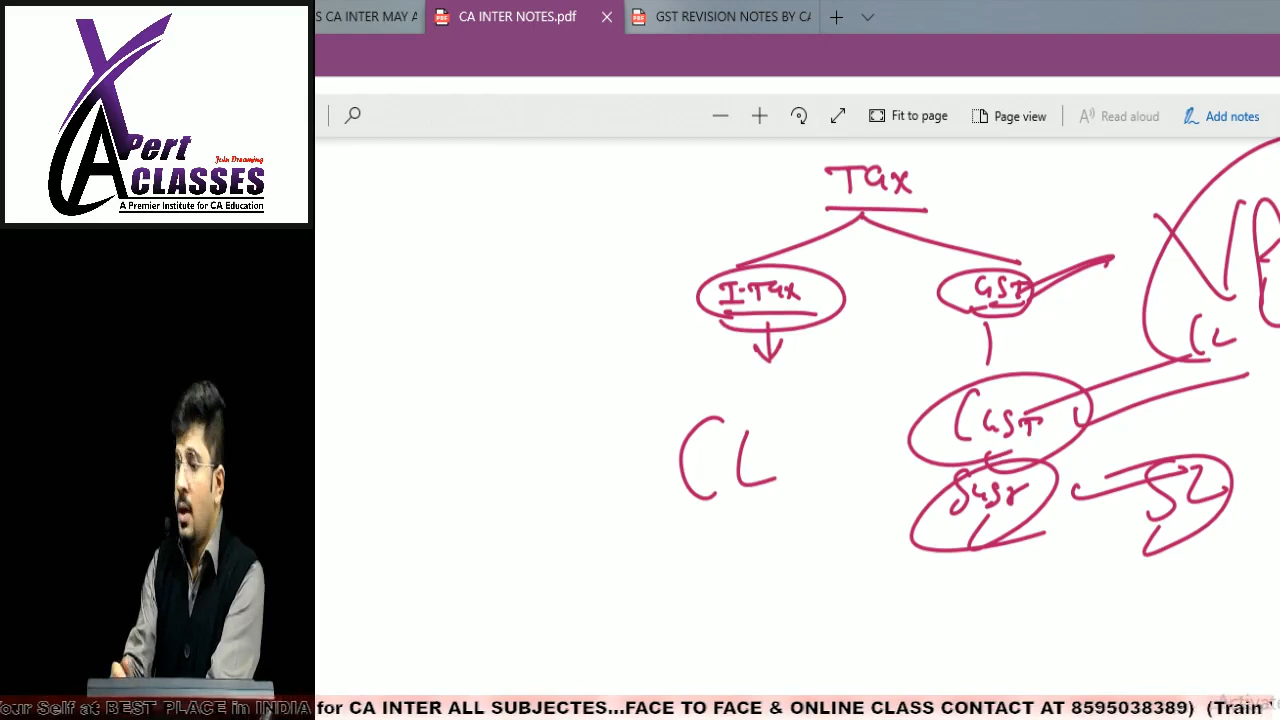 S CA INTER MAY A
CA INTER NOTES.pdf
GST REVISION NOTES BY CA
Pert
Join Dreaming
CLASSES
A Premier Institute for CA Education
Fit to page
Page view
Read aloud
Add notes
Tax
I-Tax
GST
CL
CGST
CL
SGST
SL
our Self at BEST PLACE in INDIA for CA INTER ALL SUBJECTES...FACE TO FACE & ONLINE CLASS CONTACT AT 8595038389) (Train